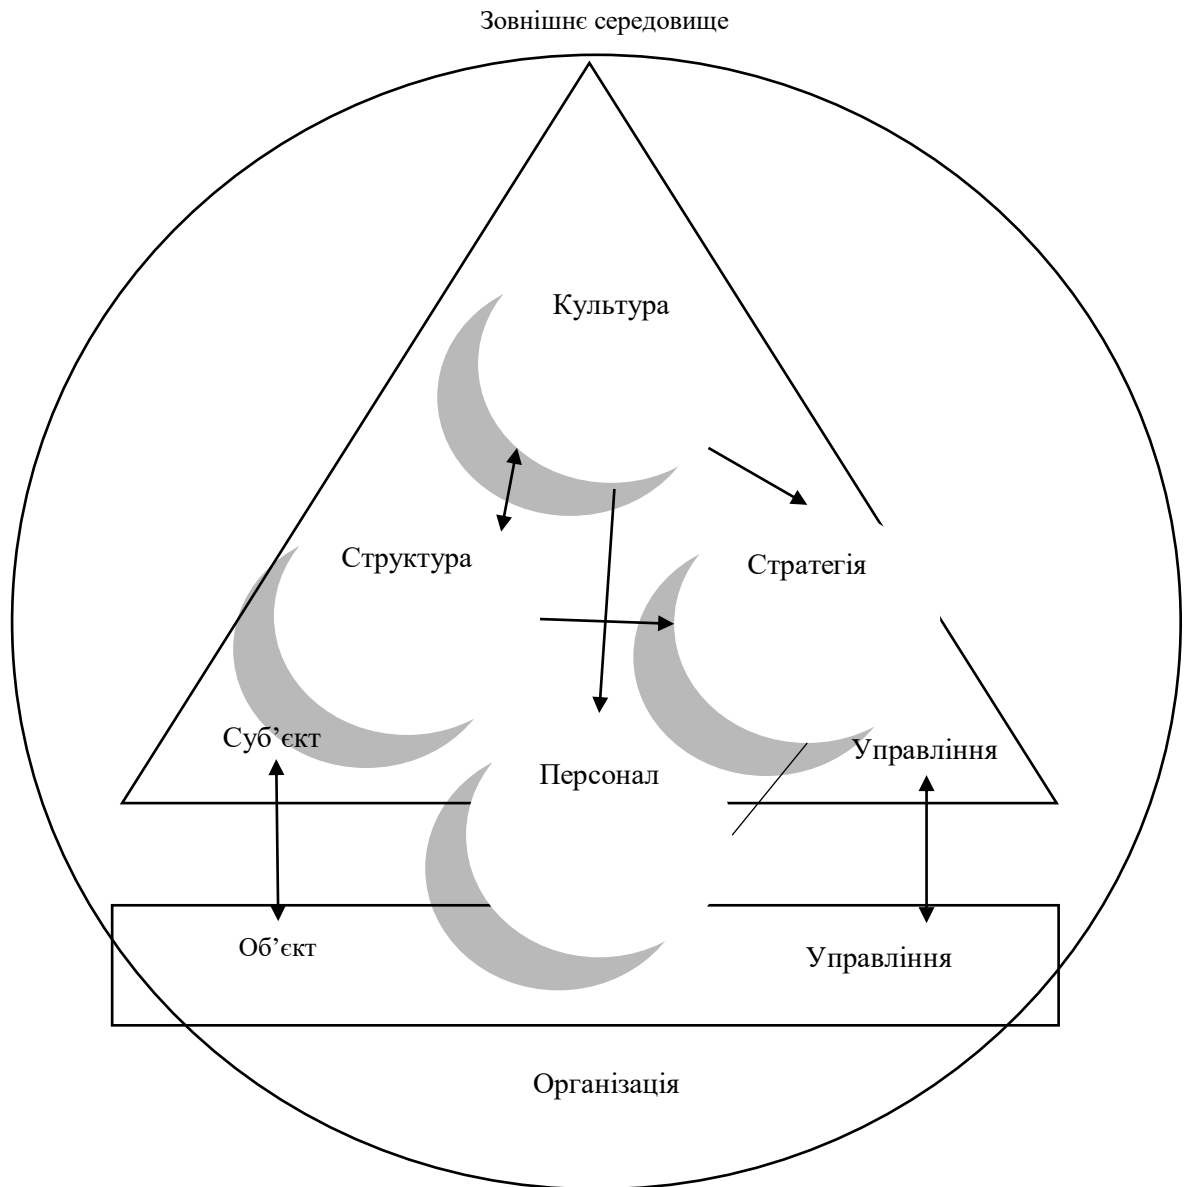 Зовнішнє середовище
Культура
Структура
Стратегія
Суб’єкт
Управління
Персонал
Об’єкт
Управління
Організація